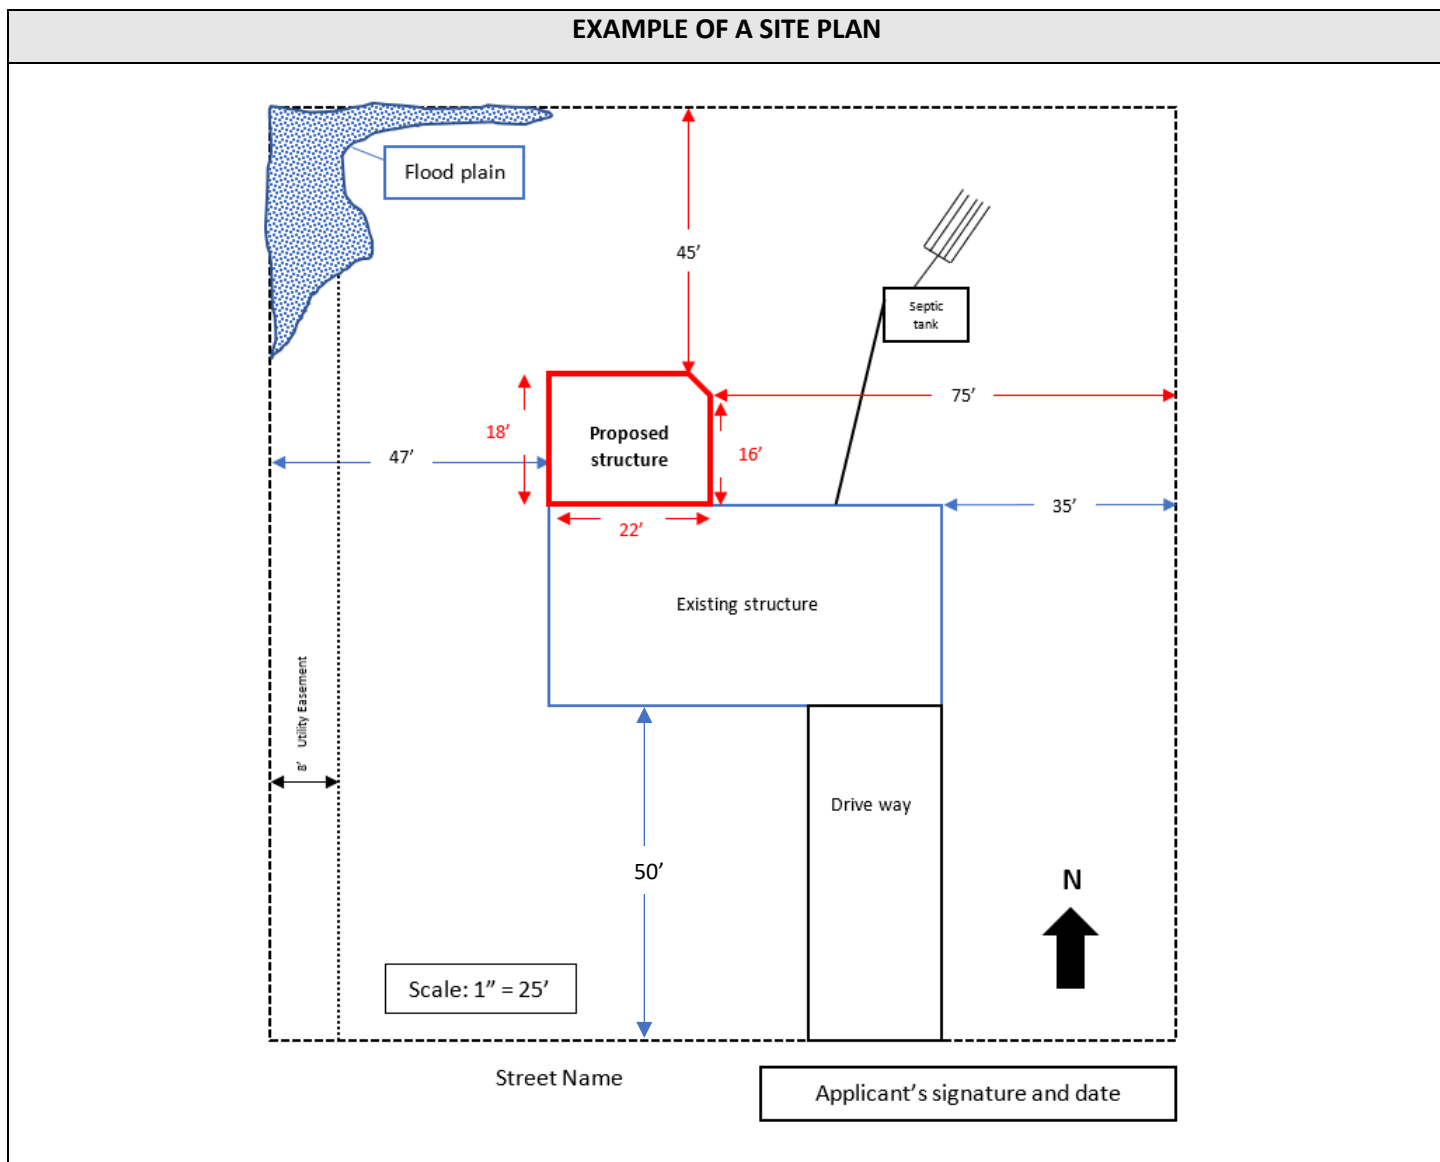 EXAMPLE OF A SITE PLAN
Flood plain
45’
Septic
tank
75’
18’
Proposed
structure
16’
47’
22’
35’
Existing structure
8’ Utility Easement
Drive way
50’
N
Scale: 1” = 25’
Street Name
Applicant’s signature and date